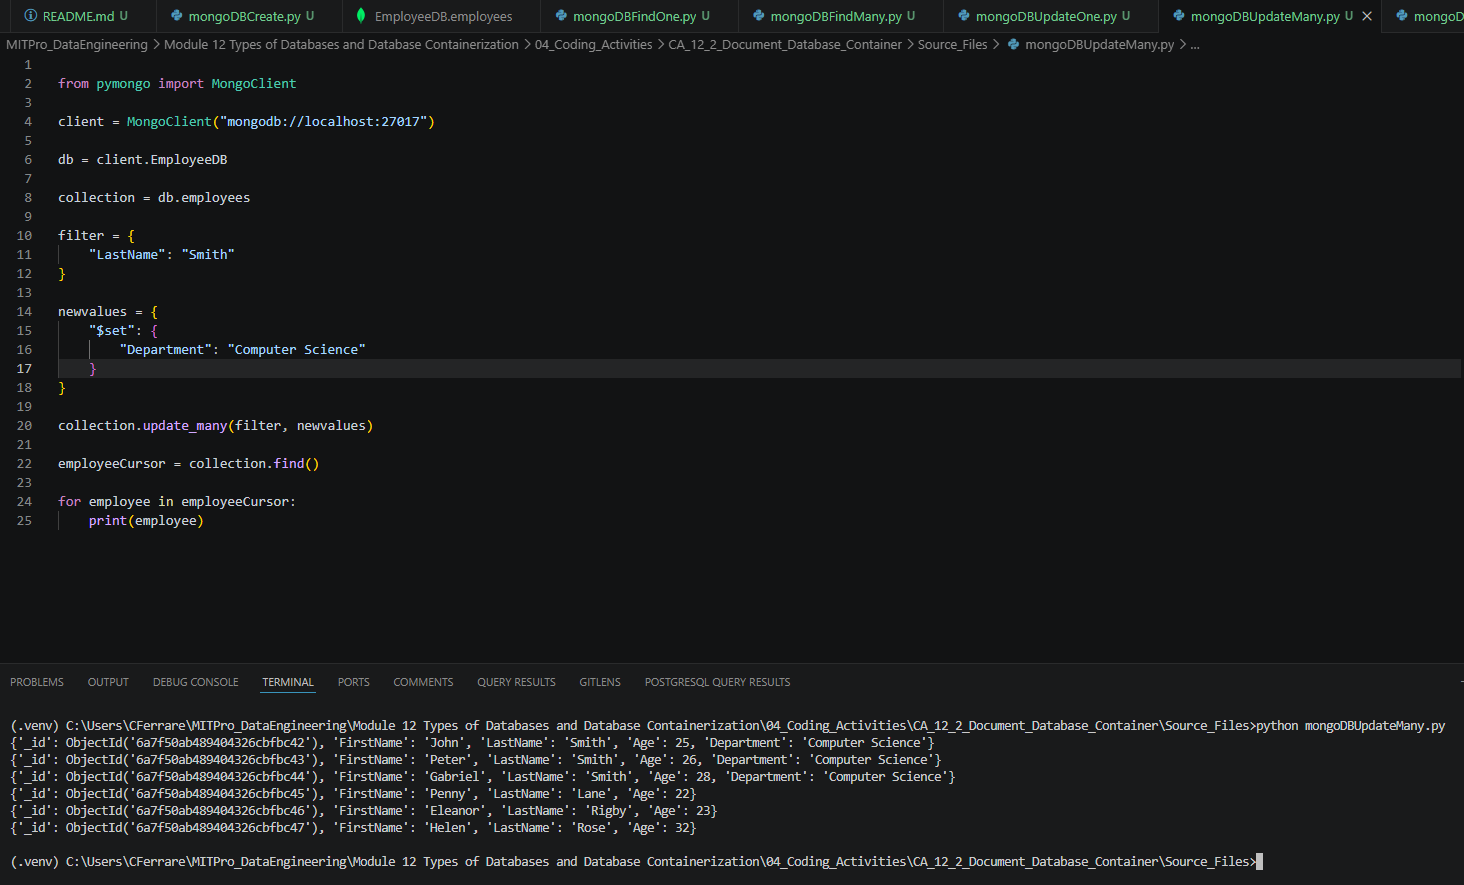 README.md U mongoDBCreate.py U EmployeeDB.employees mongoDBFindOne.py U mongoDBFindMany.py U mongoDBUpdateOne.py U mongoDBUpdateMany.py U mongoD
MITPro_DataEngineering > Module 12 Types of Databases and Database Containerization > 04_Coding_Activities > CA_12_2_Document_Database_Container > Source_Files > mongoDBUpdateMany.py > ...
1
2 from pymongo import MongoClient
3
4 client = MongoClient("mongodb://localhost:27017")
5
6 db = client.EmployeeDB
7
8 collection = db.employees
9
10 filter = {
11     "LastName": "Smith"
12 }
13
14 newvalues = {
15     "$set": {
16         "Department": "Computer Science"
17     }
18 }
19
20 collection.update_many(filter, newvalues)
21
22 employeeCursor = collection.find()
23
24 for employee in employeeCursor:
25     print(employee)
PROBLEMS OUTPUT DEBUG CONSOLE TERMINAL PORTS COMMENTS QUERY RESULTS GITLENS POSTGRESQL QUERY RESULTS
(.venv) C:\Users\CFerrare\MITPro_DataEngineering\Module 12 Types of Databases and Database Containerization\04_Coding_Activities\CA_12_2_Document_Database_Container\Source_Files>python mongoDBUpdateMany.py
{'_id': ObjectId('6a7f50ab489404326cbfbc42'), 'FirstName': 'John', 'LastName': 'Smith', 'Age': 25, 'Department': 'Computer Science'}
{'_id': ObjectId('6a7f50ab489404326cbfbc43'), 'FirstName': 'Peter', 'LastName': 'Smith', 'Age': 26, 'Department': 'Computer Science'}
{'_id': ObjectId('6a7f50ab489404326cbfbc44'), 'FirstName': 'Gabriel', 'LastName': 'Smith', 'Age': 28, 'Department': 'Computer Science'}
{'_id': ObjectId('6a7f50ab489404326cbfbc45'), 'FirstName': 'Penny', 'LastName': 'Lane', 'Age': 22}
{'_id': ObjectId('6a7f50ab489404326cbfbc46'), 'FirstName': 'Eleanor', 'LastName': 'Rigby', 'Age': 23}
{'_id': ObjectId('6a7f50ab489404326cbfbc47'), 'FirstName': 'Helen', 'LastName': 'Rose', 'Age': 32}
(.venv) C:\Users\CFerrare\MITPro_DataEngineering\Module 12 Types of Databases and Database Containerization\04_Coding_Activities\CA_12_2_Document_Database_Container\Source_Files>